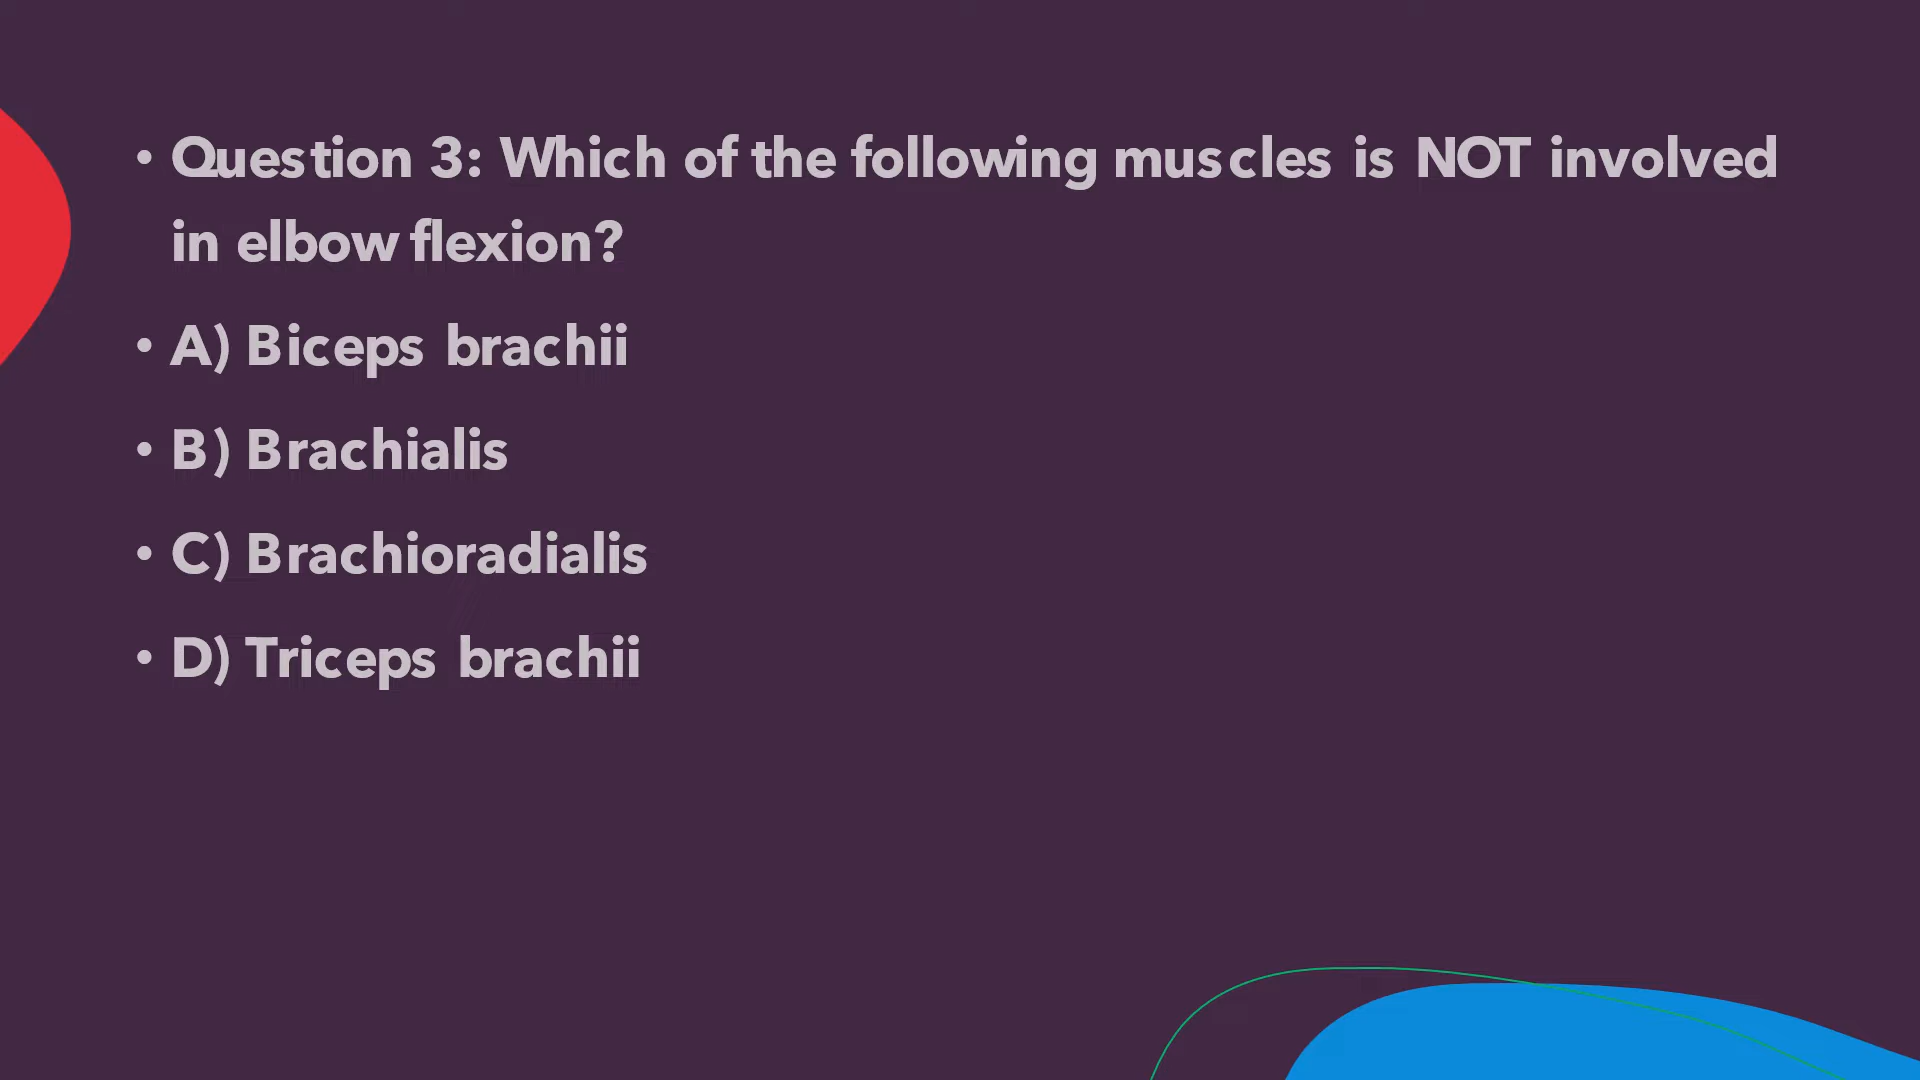 • Question 3: Which of the following muscles is NOT involved
in elbow flexion?
• A) Biceps brachii
• B) Brachialis
• C) Brachioradialis
• D) Triceps brachii